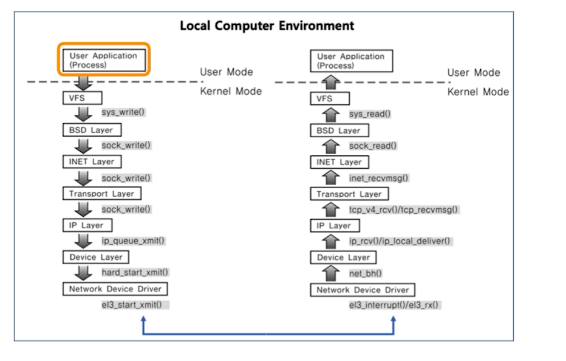 Local Computer Environment
User Application
(Process)
User Mode
Kernel Mode
VFS
sys_write()
BSD Layer
sock_write()
INET Layer
sock_write()
Transport Layer
sock_write()
IP Layer
ip_queue_xmit()
Device Layer
hard_start_xmit()
Network Device Driver
el3_start_xmit()
User Application
(Process)
User Mode
Kernel Mode
VFS
sys_read()
BSD Layer
sock_read()
INET Layer
inet_recvmsg()
Transport Layer
tcp_v4_rcv()/tcp_recvmsg()
IP Layer
ip_rcv()/ip_local_deliver()
Device Layer
net_bh()
Network Device Driver
el3_interrupt()/el3_rx()